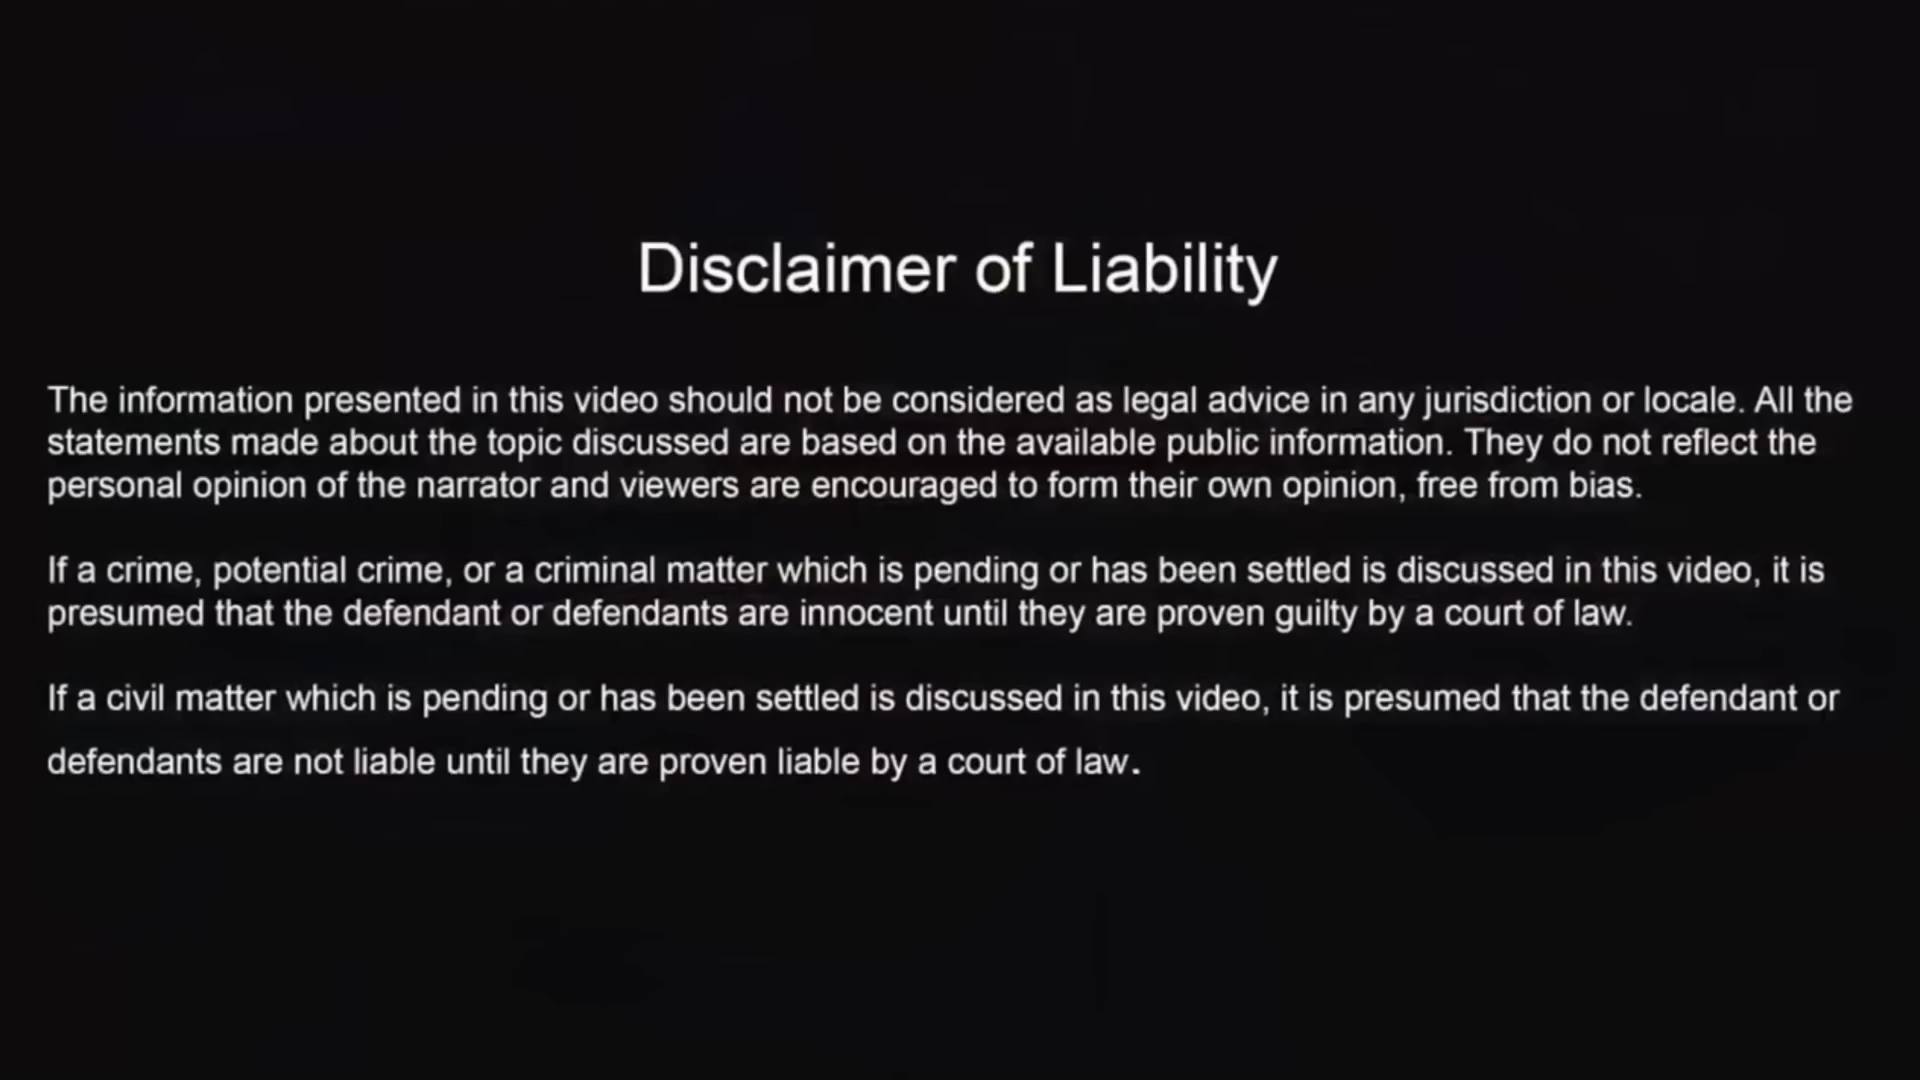 Disclaimer of Liability
The information presented in this video should not be considered as legal advice in any jurisdiction or locale. All the
statements made about the topic discussed are based on the available public information. They do not reflect the
personal opinion of the narrator and viewers are encouraged to form their own opinion, free from bias.
If a crime, potential crime, or a criminal matter which is pending or has been settled is discussed in this video, it is
presumed that the defendant or defendants are innocent until they are proven guilty by a court of law.
If a civil matter which is pending or has been settled is discussed in this video, it is presumed that the defendant or
defendants are not liable until they are proven liable by a court of law.